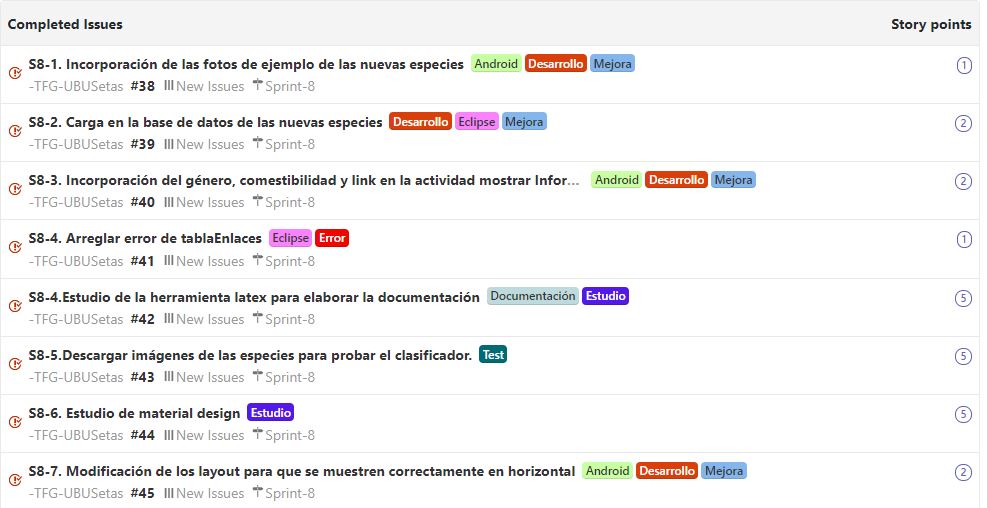 Completed Issues Story points
S8-1. Incorporación de las fotos de ejemplo de las nuevas especies Android Desarrollo Mejora 1
-TFG-UBUSetas #38 New Issues Sprint-8
S8-2. Carga en la base de datos de las nuevas especies Desarrollo Eclipse Mejora 2
-TFG-UBUSetas #39 New Issues Sprint-8
S8-3. Incorporación del género, comestibilidad y link en la actividad mostrar Infor... Android Desarrollo Mejora 2
-TFG-UBUSetas #40 New Issues Sprint-8
S8-4. Arreglar error de tablaEnlaces Eclipse Error 1
-TFG-UBUSetas #41 New Issues Sprint-8
S8-4.Estudio de la herramienta latex para elaborar la documentación Documentación Estudio 5
-TFG-UBUSetas #42 New Issues Sprint-8
S8-5.Descargar imágenes de las especies para probar el clasificador. Test 5
-TFG-UBUSetas #43 New Issues Sprint-8
S8-6. Estudio de material design Estudio 5
-TFG-UBUSetas #44 New Issues Sprint-8
S8-7. Modificación de los layout para que se muestren correctamente en horizontal Android Desarrollo Mejora 2
-TFG-UBUSetas #45 New Issues Sprint-8